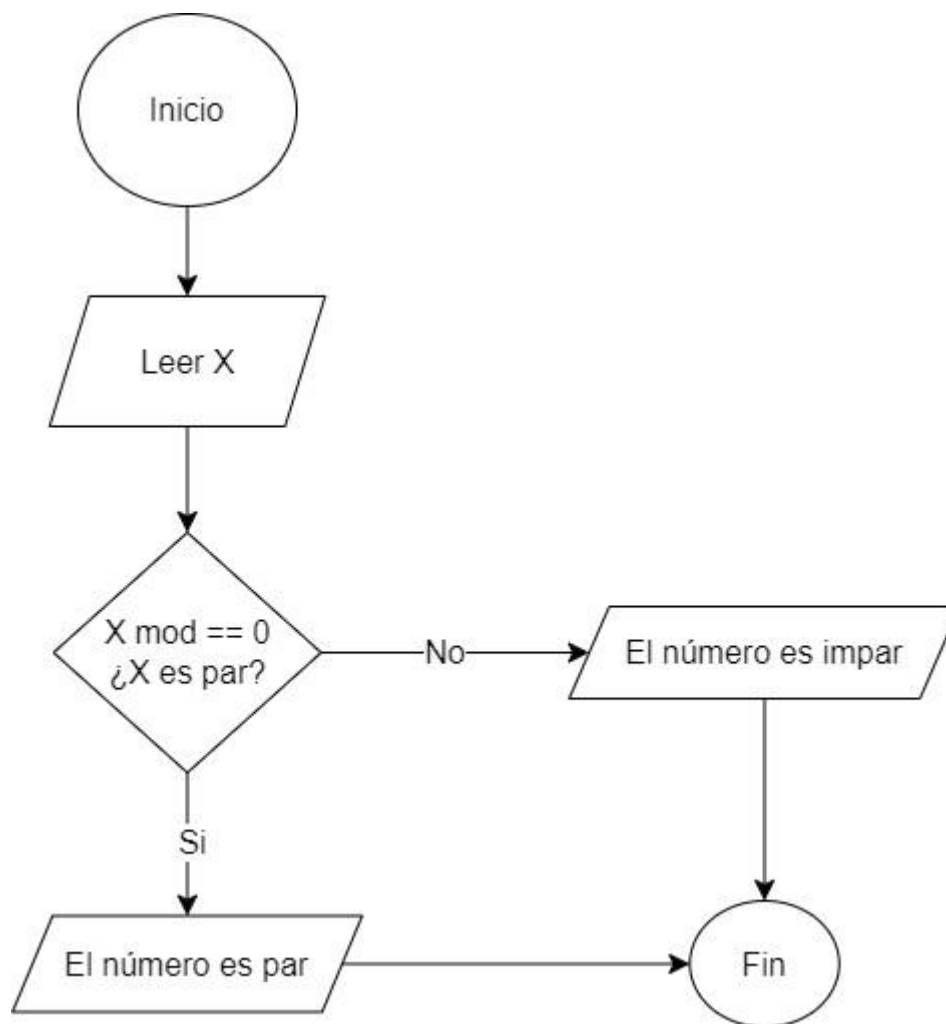 Inicio
Leer X
X mod == 0
¿X es par?
No
El número es impar
Si
El número es par
Fin